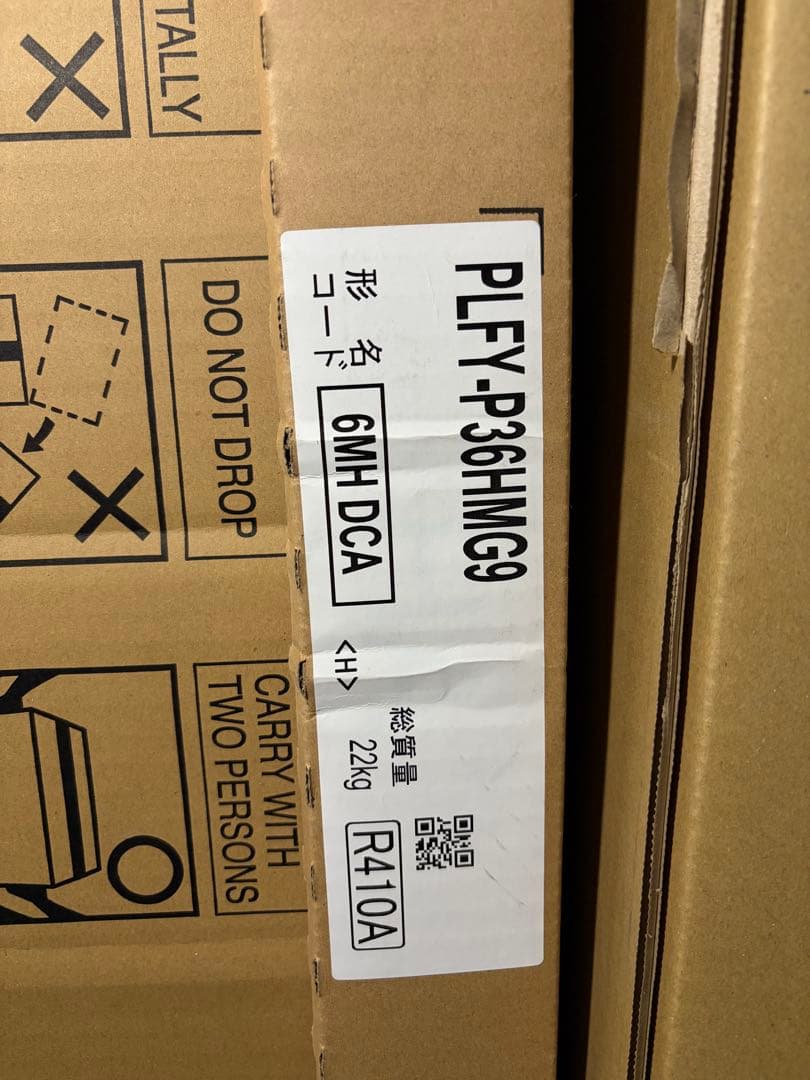 PLFY-P36HMG9
形名
コード
6MH DCA
<H>
総質量
22kg
R410A
TALLY
DO NOT DROP
CARRY WITH
TWO PERSONS